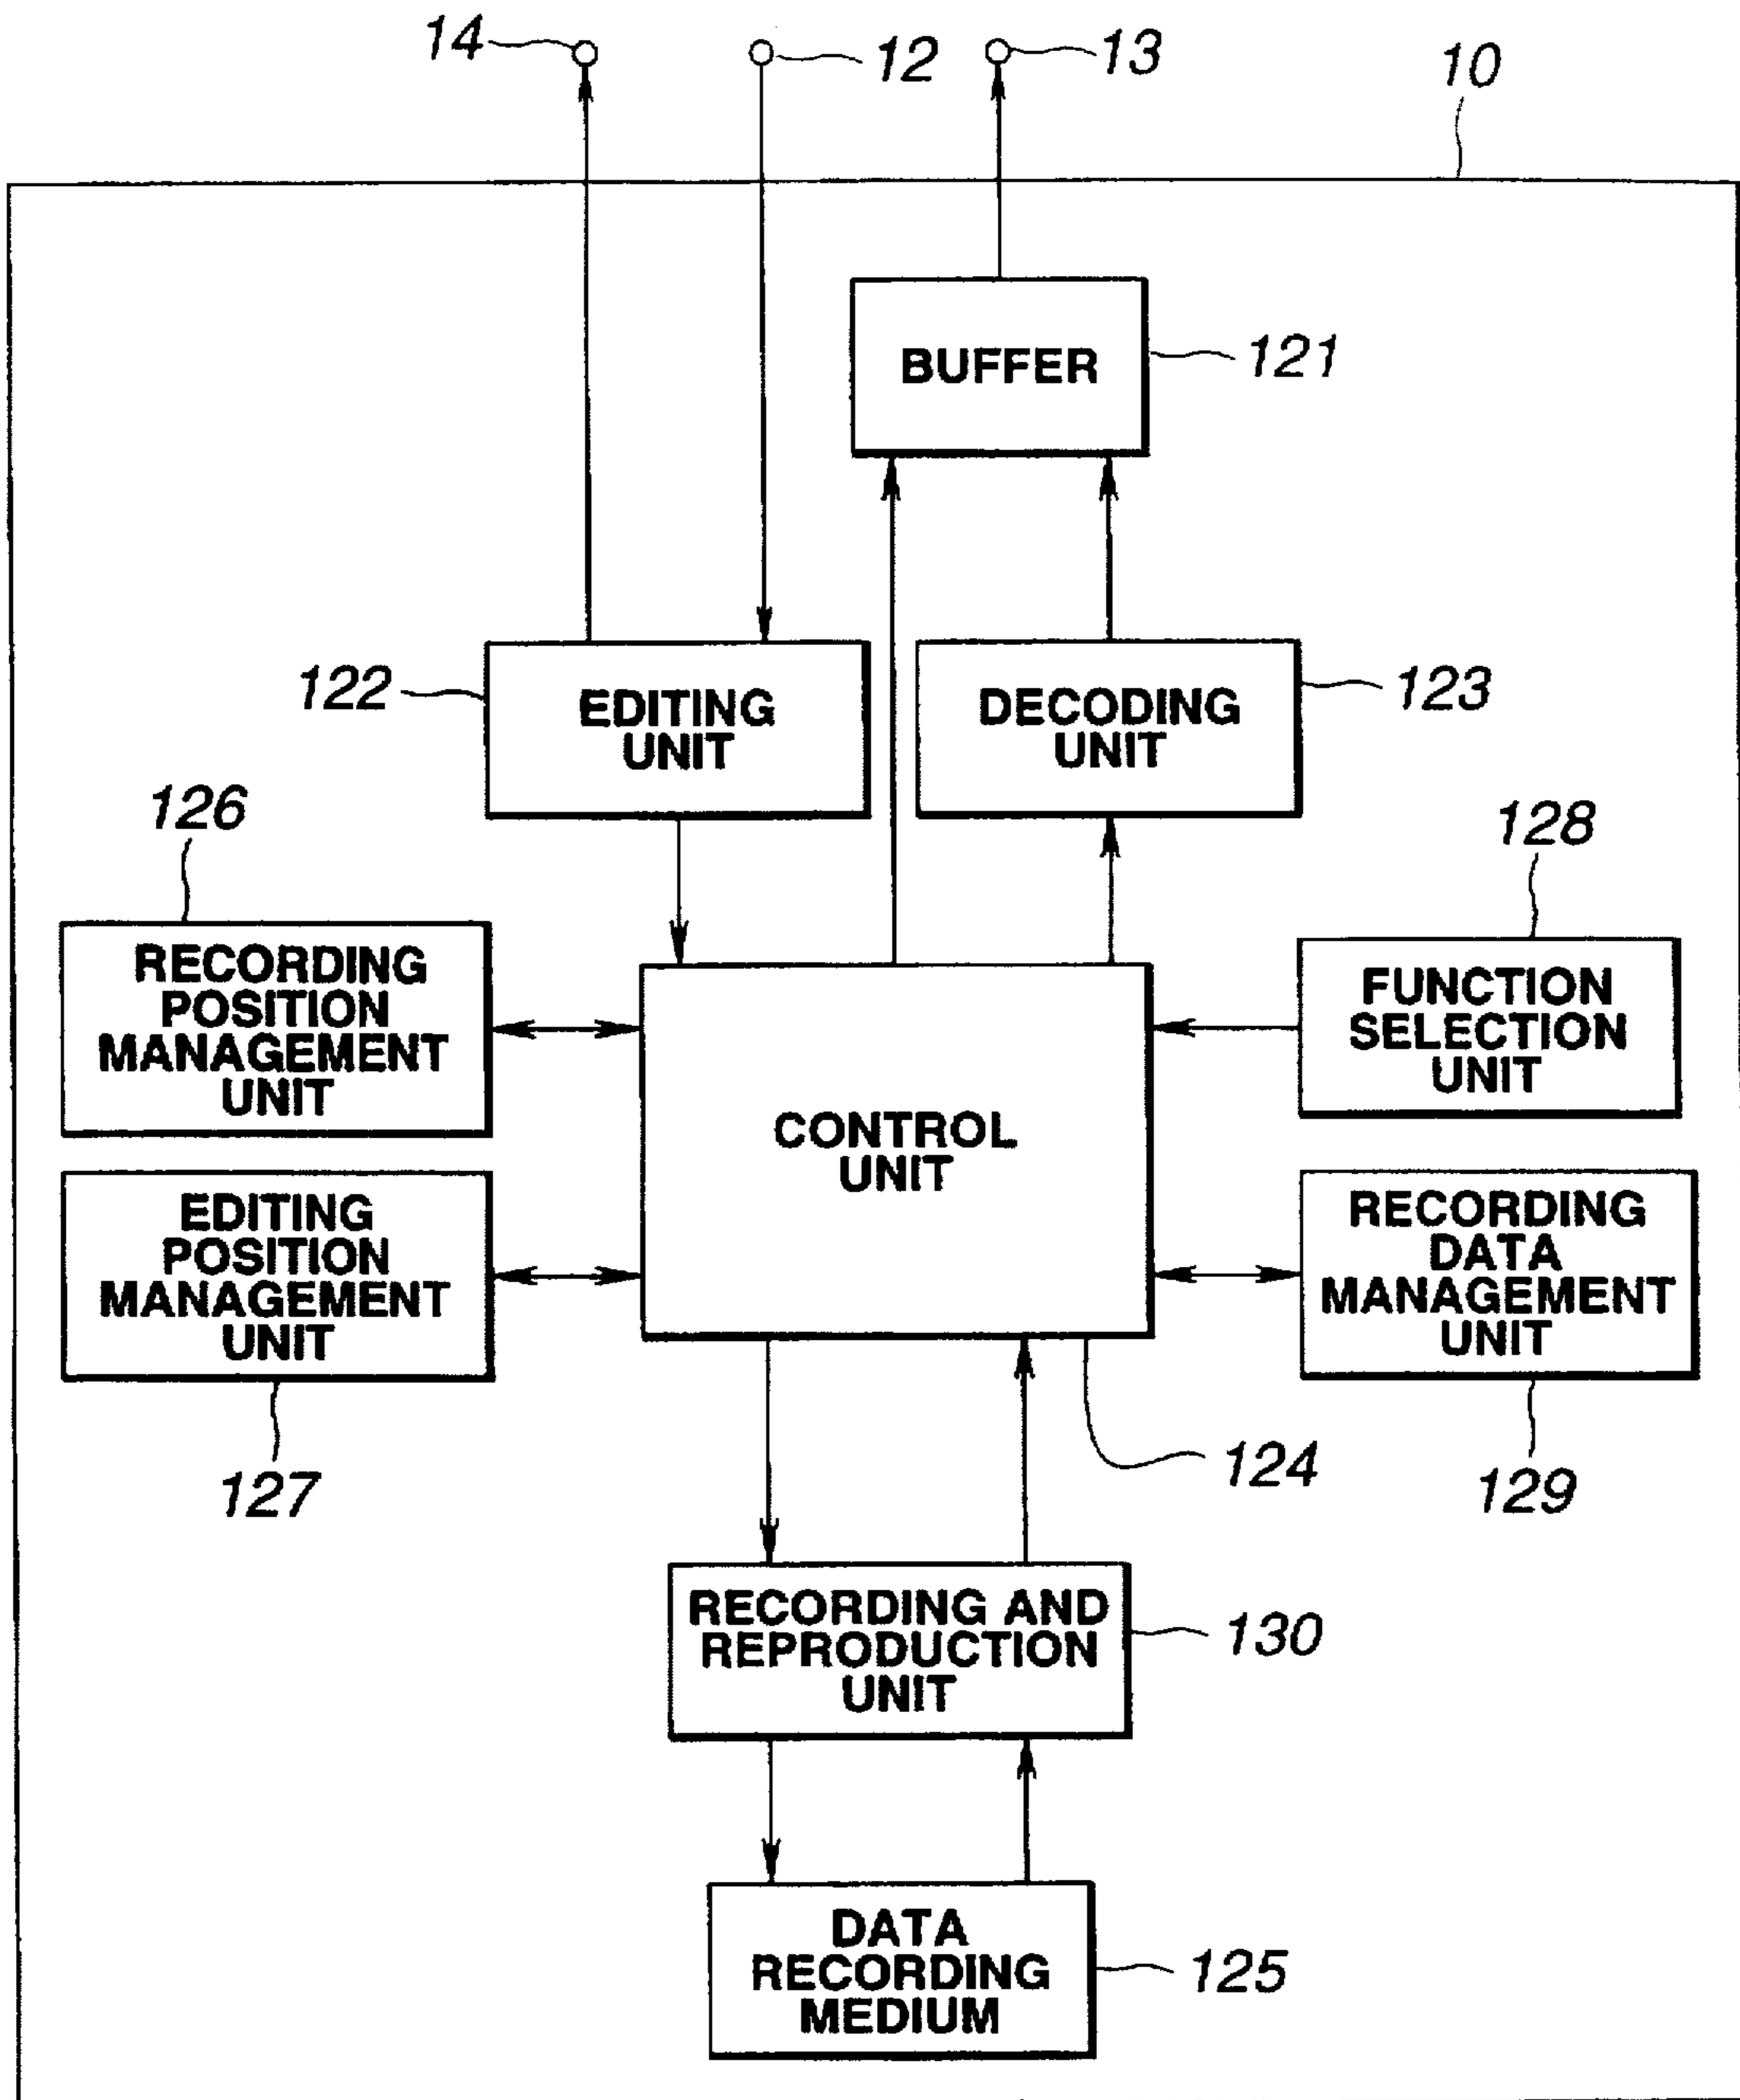 14
12
13
10
BUFFER
121
122
EDITING
UNIT
DECODING
UNIT
123
126
128
RECORDING
POSITION
MANAGEMENT
UNIT
FUNCTION
SELECTION
UNIT
CONTROL
UNIT
EDITING
POSITION
MANAGEMENT
UNIT
RECORDING
DATA
MANAGEMENT
UNIT
127
124
129
RECORDING AND
REPRODUCTION
UNIT
130
DATA
RECORDING
MEDIUM
125